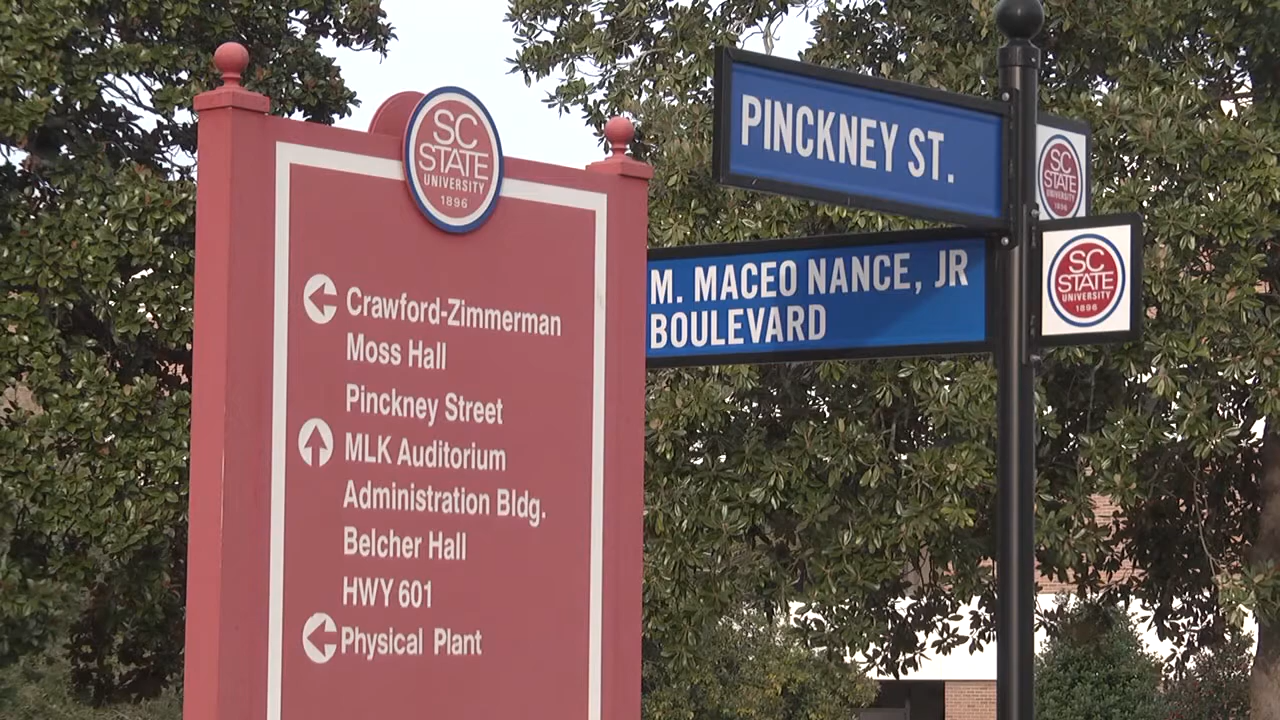 SC
STATE
UNIVERSITY
1896
Crawford-Zimmerman
Moss Hall
Pinckney Street
MLK Auditorium
Administration Bldg.
Belcher Hall
HWY 601
Physical Plant
PINCKNEY ST.
SC
STATE
UNIVERSITY
1896
M. MACEO NANCE, JR
BOULEVARD
SC
STATE
UNIVERSITY
1896